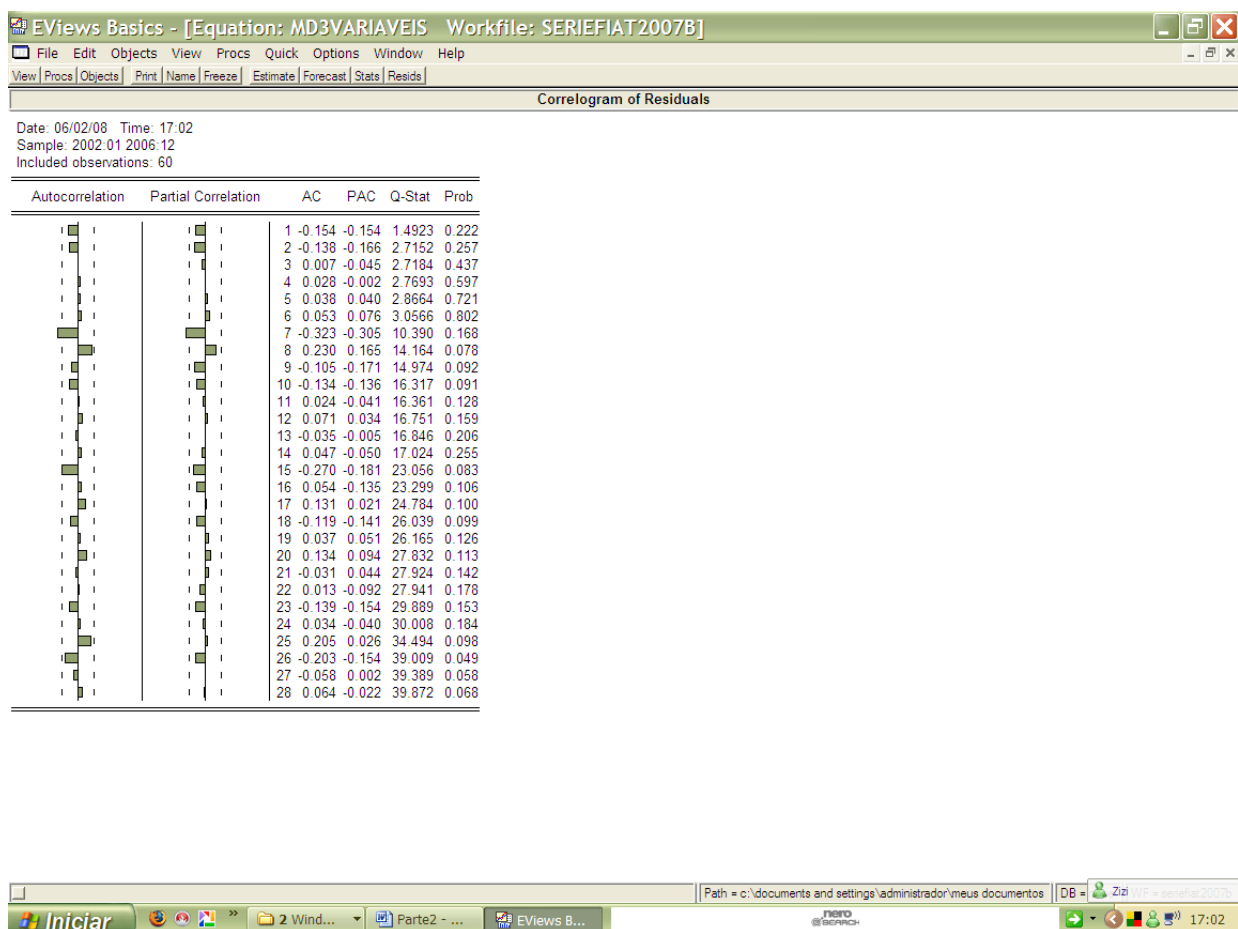 EViews Basics - [Equation: MD3VARIAVEIS Workfile: SERIEFIAT2007B]
File Edit Objects View Procs Quick Options Window Help
View Procs Objects Print Name Freeze Estimate Forecast Stats Resids
Correlogram of Residuals
Date: 06/02/08 Time: 17:02
Sample: 2002:01 2006:12
Included observations: 60
Autocorrelation Partial Correlation AC PAC Q-Stat Prob
1 -0.154 -0.154 1.4923 0.222
2 -0.138 -0.166 2.7152 0.257
3 0.007 -0.045 2.7184 0.437
4 0.028 -0.002 2.7693 0.597
5 0.038 0.040 2.8664 0.721
6 0.053 0.076 3.0566 0.802
7 -0.323 -0.305 10.390 0.168
8 0.230 0.165 14.164 0.078
9 -0.105 -0.171 14.974 0.092
10 -0.134 -0.136 16.317 0.091
11 0.024 -0.041 16.361 0.128
12 0.071 0.034 16.751 0.159
13 -0.035 -0.005 16.846 0.206
14 0.047 -0.050 17.024 0.255
15 -0.270 -0.181 23.056 0.083
16 0.054 -0.135 23.299 0.106
17 0.131 0.021 24.784 0.100
18 -0.119 -0.141 26.039 0.099
19 0.037 0.051 26.165 0.126
20 0.134 0.094 27.832 0.113
21 -0.031 0.044 27.924 0.142
22 0.013 -0.092 27.941 0.178
23 -0.139 -0.154 29.889 0.153
24 0.034 -0.040 30.008 0.184
25 0.205 0.026 34.494 0.098
26 -0.203 -0.154 39.009 0.049
27 -0.058 0.002 39.389 0.058
28 0.064 -0.022 39.872 0.068
Path = c:\documents and settings\administrador\meus documentos DB = Zizi WF = seriefiat2007b
Iniciar » 2 Wind... Parte2 - ... EViews B... nero SEARCH 17:02